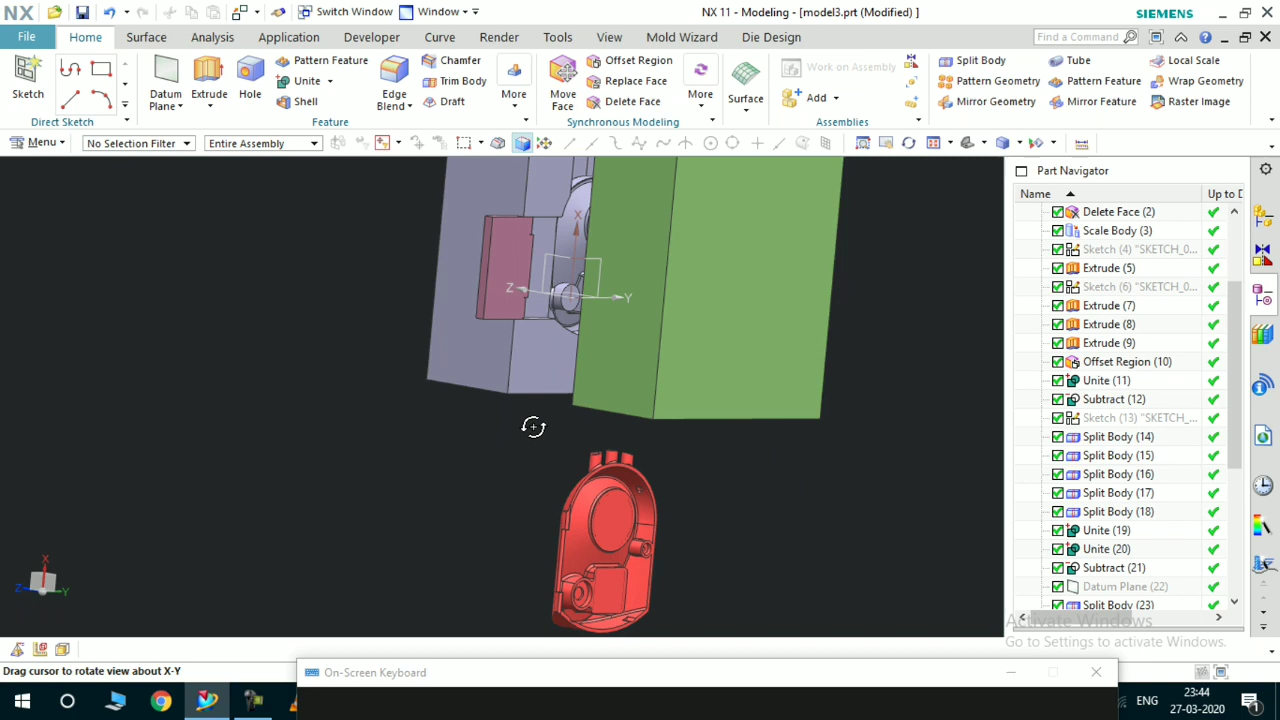 NX
Switch Window
Window
NX 11 - Modeling - [model3.prt (Modified) ]
SIEMENS
File
Home
Surface
Analysis
Application
Developer
Curve
Render
Tools
View
Mold Wizard
Die Design
Find a Command
Sketch
Direct Sketch
Datum Plane
Extrude
Hole
Pattern Feature
Unite
Shell
Edge Blend
Chamfer
Trim Body
Draft
More
Feature
Move Face
Offset Region
Replace Face
Delete Face
More
Synchronous Modeling
Surface
Work on Assembly
Add
Assemblies
Split Body
Pattern Geometry
Mirror Geometry
Tube
Pattern Feature
Mirror Feature
Local Scale
Wrap Geometry
Raster Image
Menu
No Selection Filter
Entire Assembly
Part Navigator
Name
Up to D
Delete Face (2)
Scale Body (3)
Sketch (4) "SKETCH_0...
Extrude (5)
Sketch (6) "SKETCH_0...
Extrude (7)
Extrude (8)
Extrude (9)
Offset Region (10)
Unite (11)
Subtract (12)
Sketch (13) "SKETCH_...
Split Body (14)
Split Body (15)
Split Body (16)
Split Body (17)
Split Body (18)
Unite (19)
Unite (20)
Subtract (21)
Datum Plane (22)
Split Body (23)
X
Z
Y
X
Z
Y
Activate Windows
Go to Settings to activate Windows.
Drag cursor to rotate view about X-Y
On-Screen Keyboard
ENG
23:44
27-03-2020
1